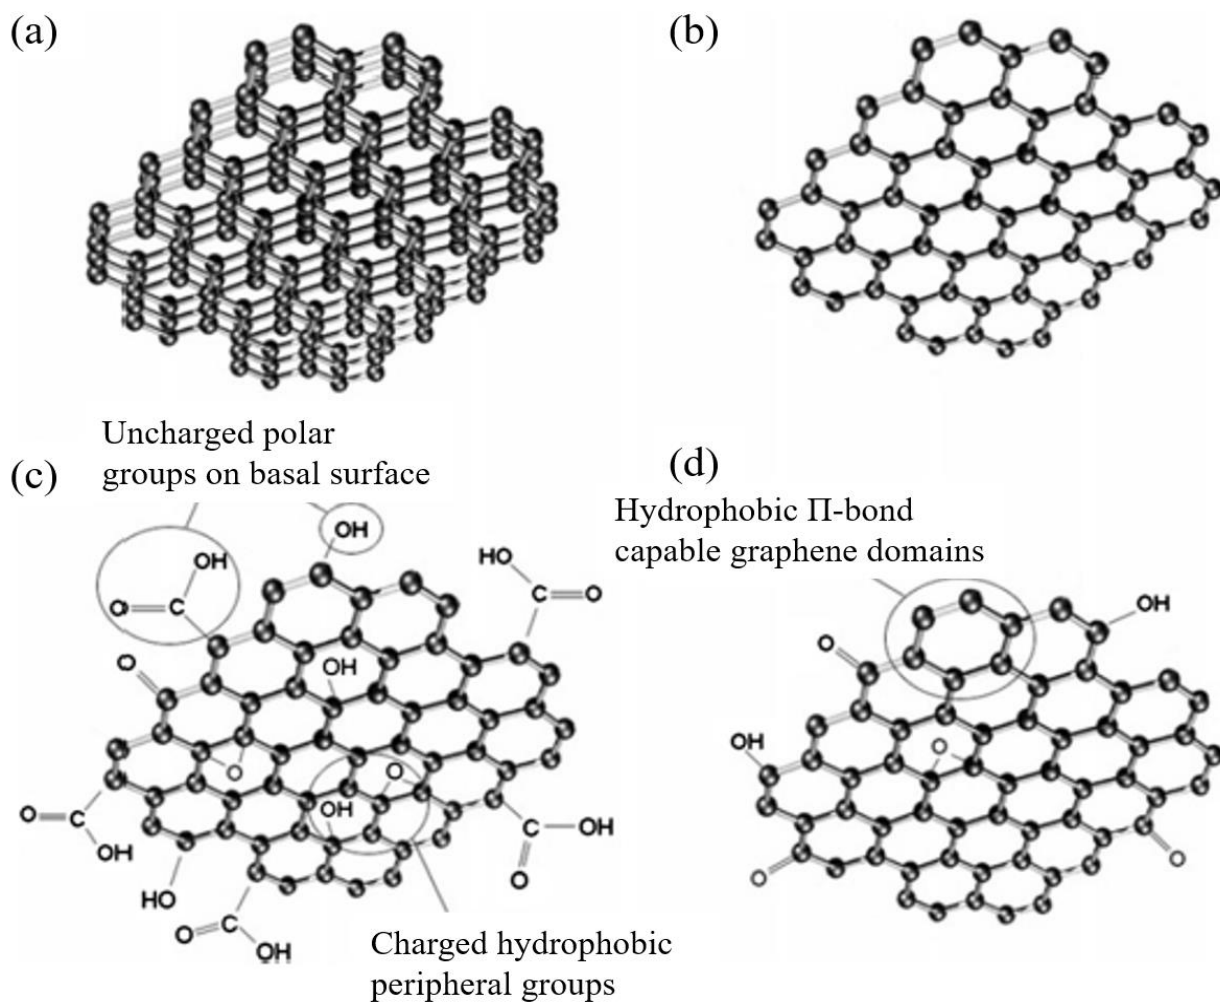 (a)
(b)
Uncharged polar
groups on basal surface
(c)
(d)
Hydrophobic Π-bond
capable graphene domains
OH
OH
HO
C
O
O
C
O
OH
OH
O
OH
O
O
OH
O
OH
O
C
OH
C
OH
O
HO
O
C
OH
O
O
Charged hydrophobic
peripheral groups